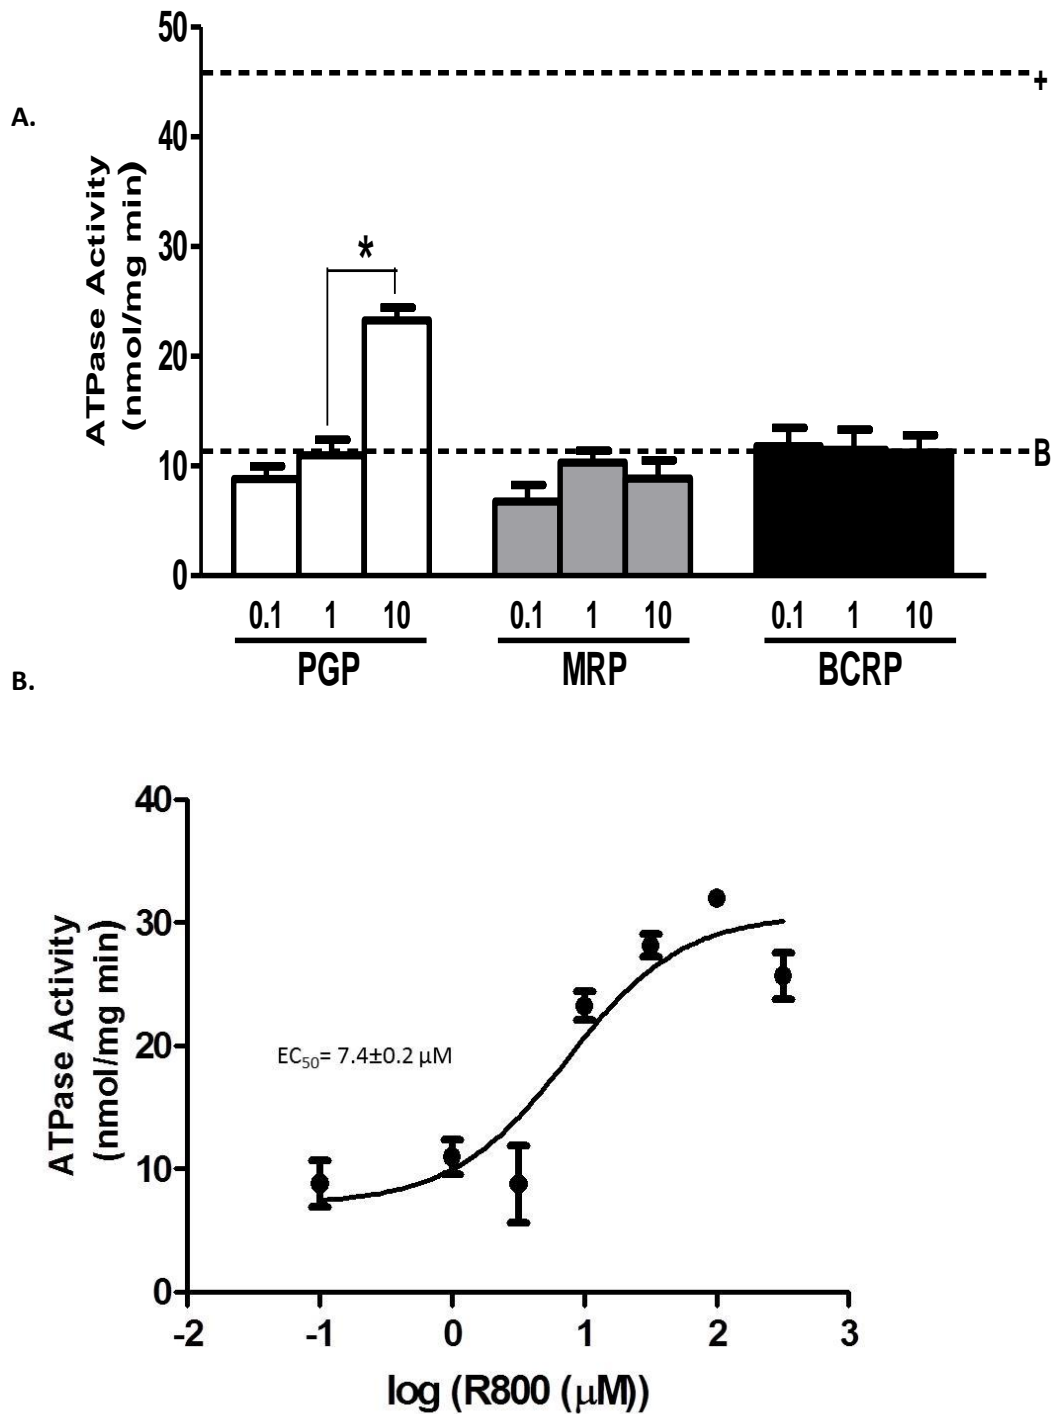 A.
ATPase Activity
(nmol/mg min)
50
40
30
20
10
0
+
*
B
0.1 1 10 0.1 1 10 0.1 1 10
PGP MRP BCRP
B.
ATPase Activity
(nmol/mg min)
40
30
20
10
0
EC50= 7.4±0.2 µM
-2 -1 0 1 2 3
log (R800 (μM))